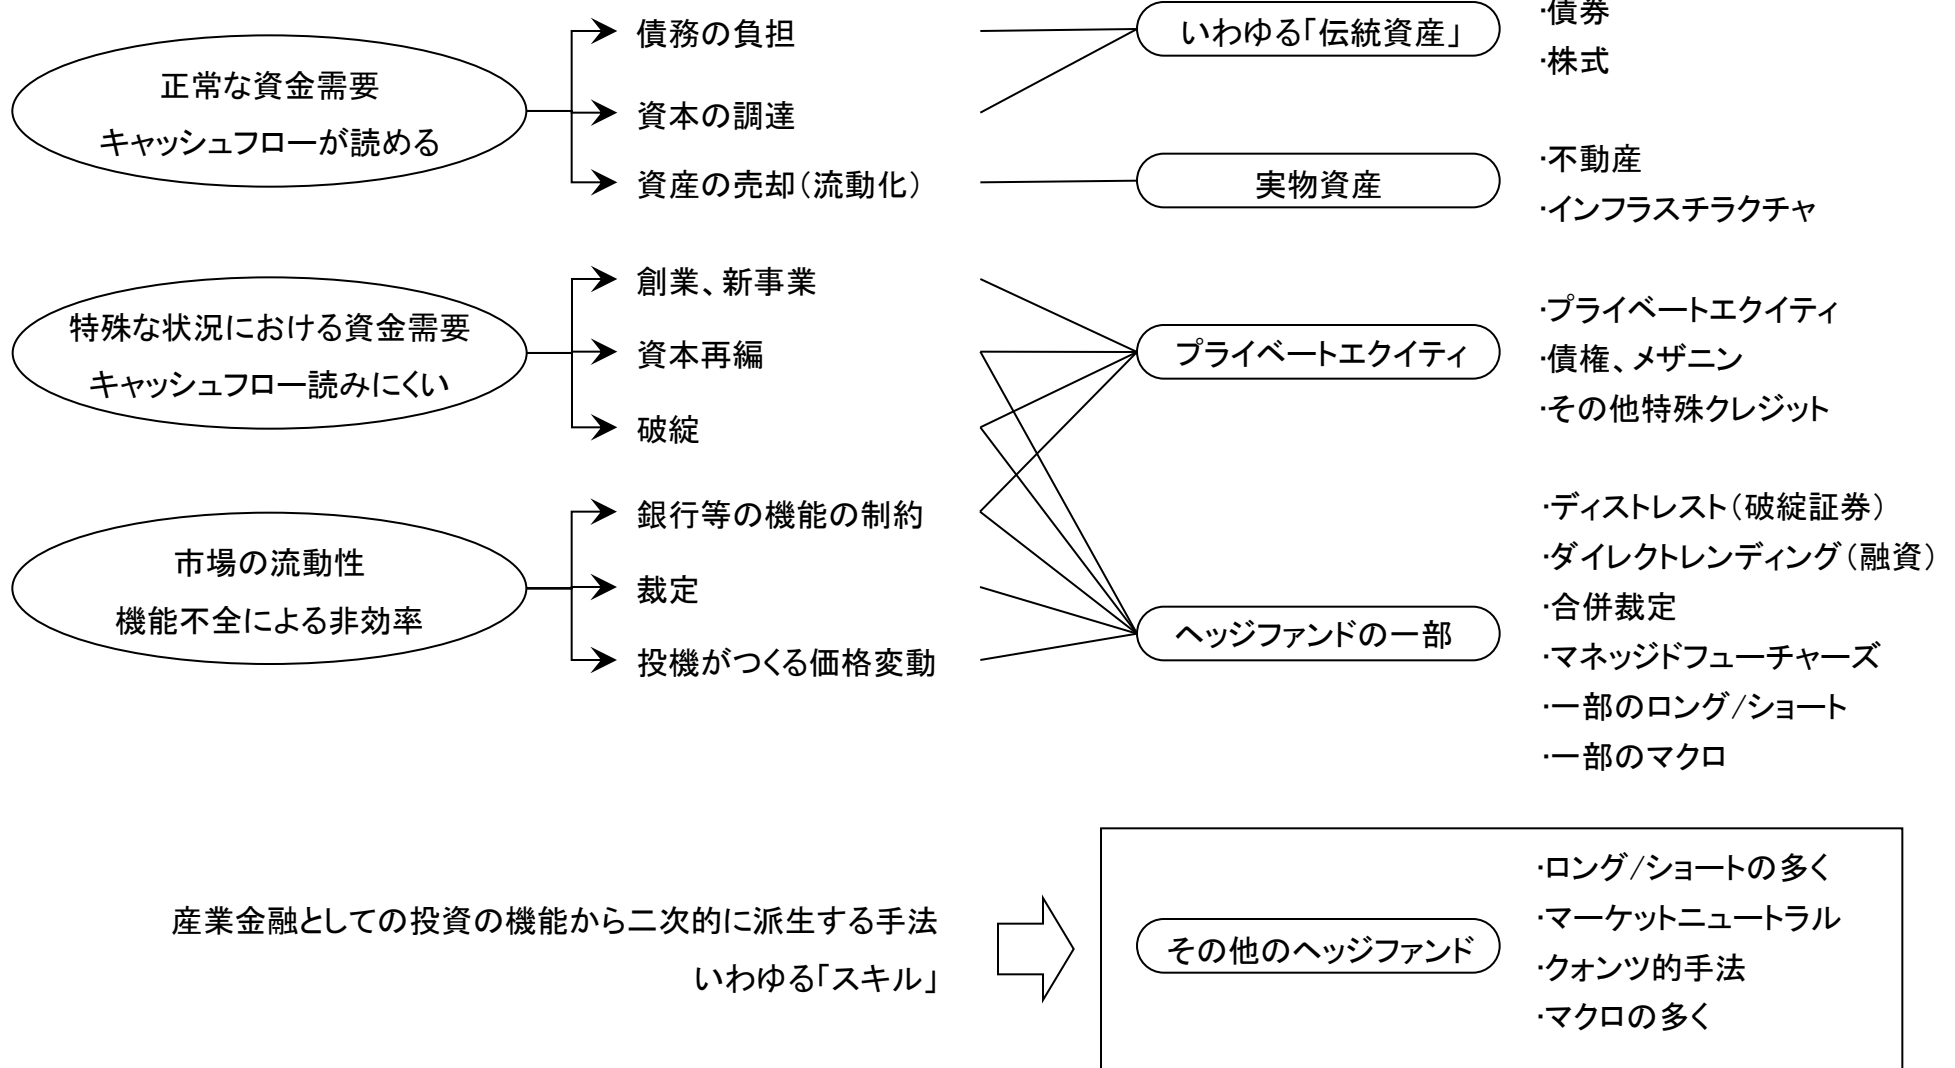 正常な資金需要
キャッシュフローが読める
債務の負担
資本の調達
資産の売却（流動化）
いわゆる「伝統資産」
・債券
・株式
実物資産
・不動産
・インフラスチラクチャ
特殊な状況における資金需要
キャッシュフロー読みにくい
創業、新事業
資本再編
破綻
プライベートエクイティ
・プライベートエクイティ
・債権、メザニン
・その他特殊クレジット
市場の流動性
機能不全による非効率
銀行等の機能の制約
裁定
投機がつくる価格変動
ヘッジファンドの一部
・ディストレスト（破綻証券）
・ダイレクトレンディング（融資）
・合併裁定
・マネッジドフューチャーズ
・一部のロング/ショート
・一部のマクロ
産業金融としての投資の機能から二次的に派生する手法
いわゆる「スキル」
その他のヘッジファンド
・ロング/ショートの多く
・マーケットニュートラル
・クォンツ的手法
・マクロの多く